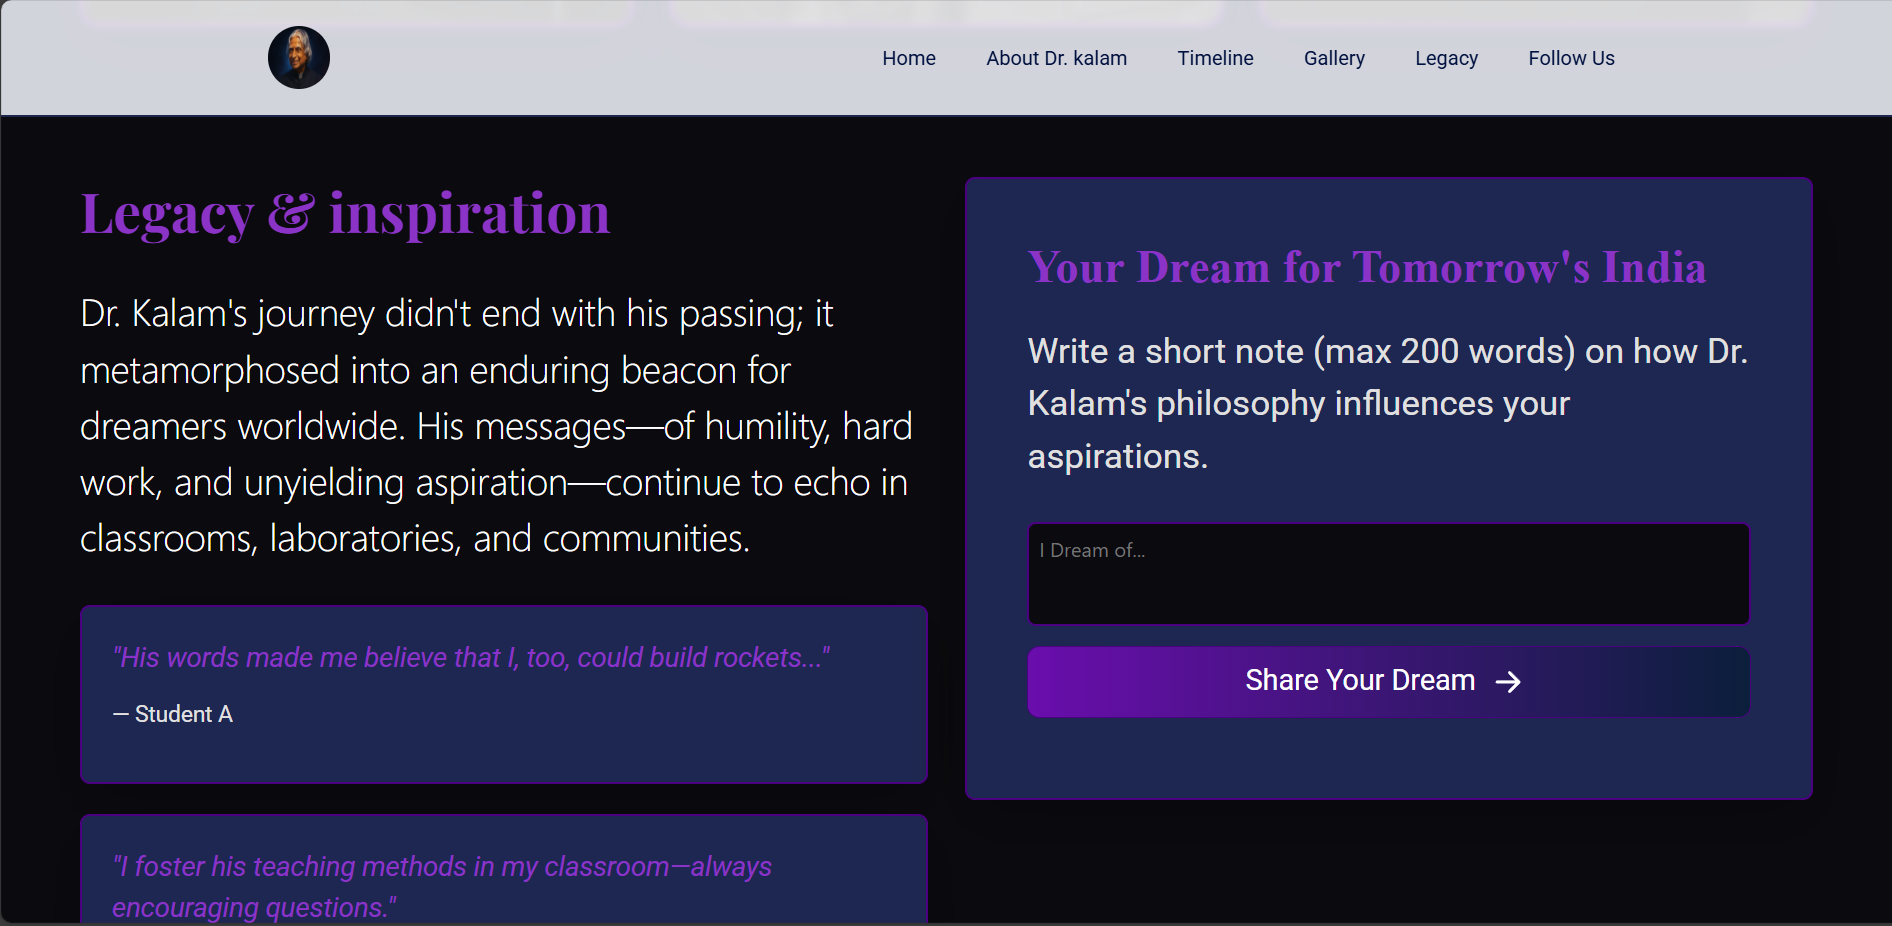 Home About Dr. kalam Timeline Gallery Legacy Follow Us
Legacy & inspiration
Dr. Kalam's journey didn't end with his passing; it
metamorphosed into an enduring beacon for
dreamers worldwide. His messages—of humility, hard
work, and unyielding aspiration—continue to echo in
classrooms, laboratories, and communities.
"His words made me believe that I, too, could build rockets..."
— Student A
"I foster his teaching methods in my classroom—always
encouraging questions."
Your Dream for Tomorrow's India
Write a short note (max 200 words) on how Dr.
Kalam's philosophy influences your
aspirations.
I Dream of...
Share Your Dream →